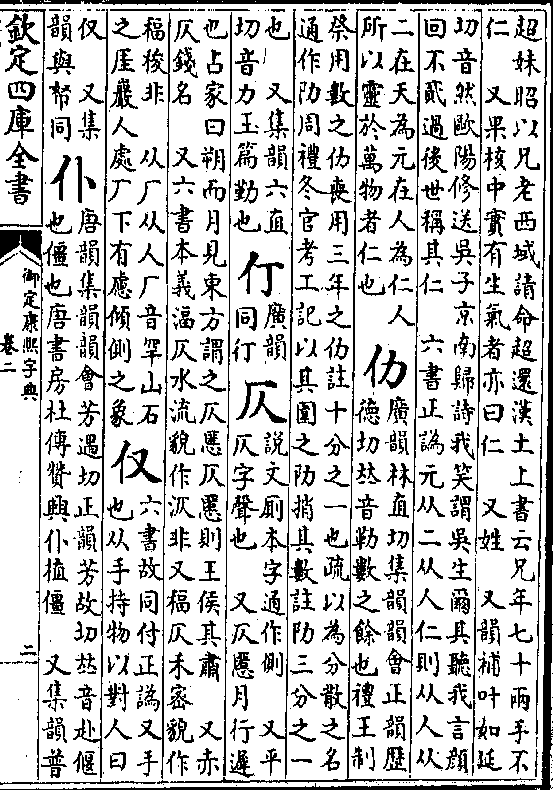 超妹昭以兄老西域請命超還漢土上書云兄年七十兩手不
仁　又果核中實有生氣者亦曰仁　又姓　又韻補叶如延
切音然歐陽修送吳子京南歸詩我笑謂吳生爾其聽我言顔
回不貳過後世稱其仁　六書正譌元从二从人仁則从人从
二在天為元在人為仁人
所以靈於萬物者仁也
仂
廣韻林直切集韻韻會正韻歷
德切𠀤音勒數之餘也禮王制
祭用數之仂喪用三年之仂註十分之一也疏以為分散之名
通作阞周禮冬官考工記以其圍之阞捎其數註阞三分之一
也　又集韻六直
切音力玉篇勤也
仃
廣韻
同㣔
仄
說文厠本字通作側　又平
仄字聲也　又仄慝月行遲
也占家曰朔而月見東方謂之仄慝仄慝則王侯其肅　又赤
仄錢名　又六書本義湢仄水流貌作汳非又楅仄禾密貌作
福稄非　从厂从人厂音罕山石
之厓巖人處厂下有慮傾側之象
仅
六書故同付正譌又手
也从手持物以對人曰
仅　又集
韻與帑同
仆
唐韻集韻韻會芳遇切正韻芳故切𠀤音赴偃
也僵也唐書房杜傳贊興仆植僵　又集韻普
欽定四庫全書
御定康熙字典
卷二
二